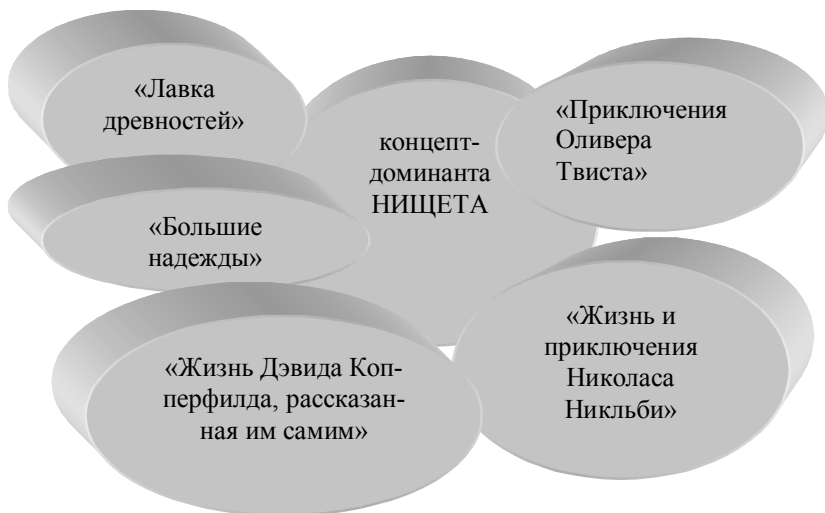 «Лавка
древностей»
концепт-
доминанта
НИЩЕТА
«Приключения
Оливера
Твиста»
«Большие
надежды»
«Жизнь Дэвида Коп-
перфилда, рассказан-
ная им самим»
«Жизнь и
приключения
Николаса
Никльби»